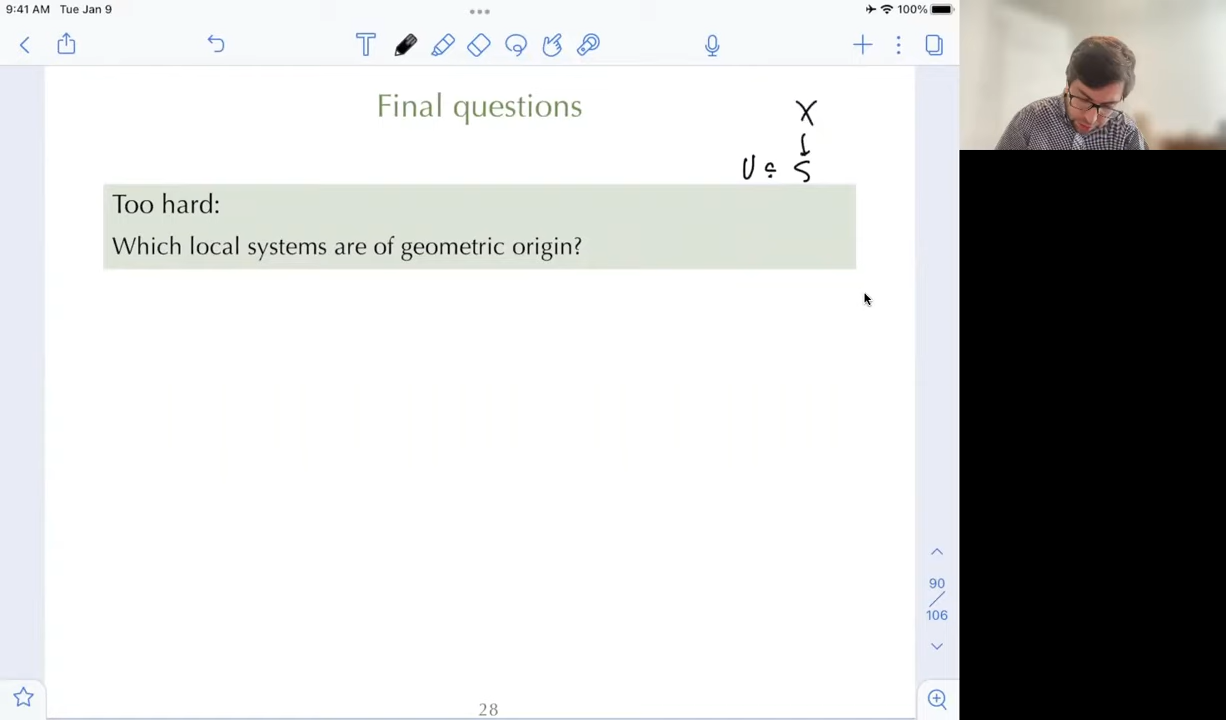 9:41 AM Tue Jan 9
100%
T
Final questions
X
↓
U ⊆ S
Too hard:
Which local systems are of geometric origin?
90
106
28